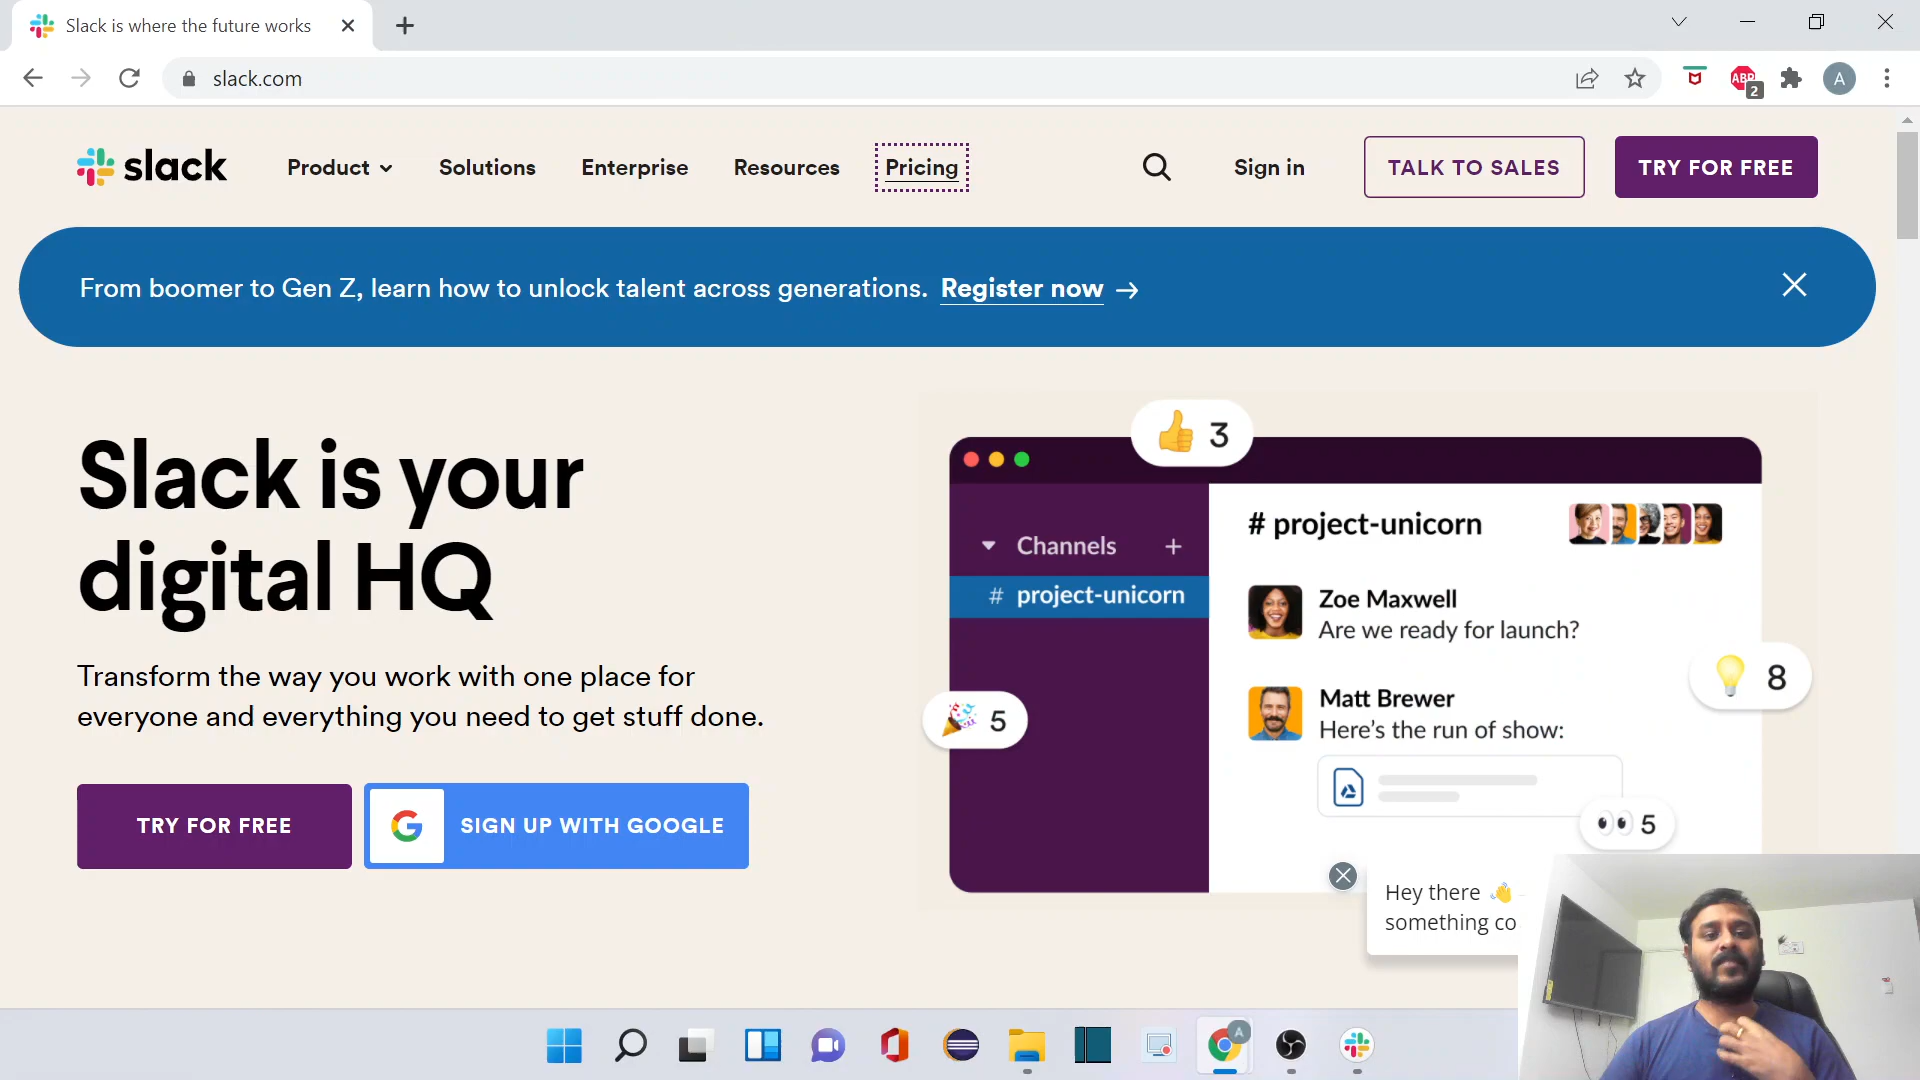 Slack is where the future works
slack.com
ABP
2
A
slack
Product
Solutions
Enterprise
Resources
Pricing
Sign in
TALK TO SALES
TRY FOR FREE
From boomer to Gen Z, learn how to unlock talent across generations. Register now →
Slack is your
digital HQ
Transform the way you work with one place for
everyone and everything you need to get stuff done.
TRY FOR FREE
G SIGN UP WITH GOOGLE
👍 3
Channels +
# project-unicorn
# project-unicorn
Zoe Maxwell
Are we ready for launch?
Matt Brewer
Here's the run of show:
🎉 5
💡 8
👀 5
Hey there 👋
something co
A